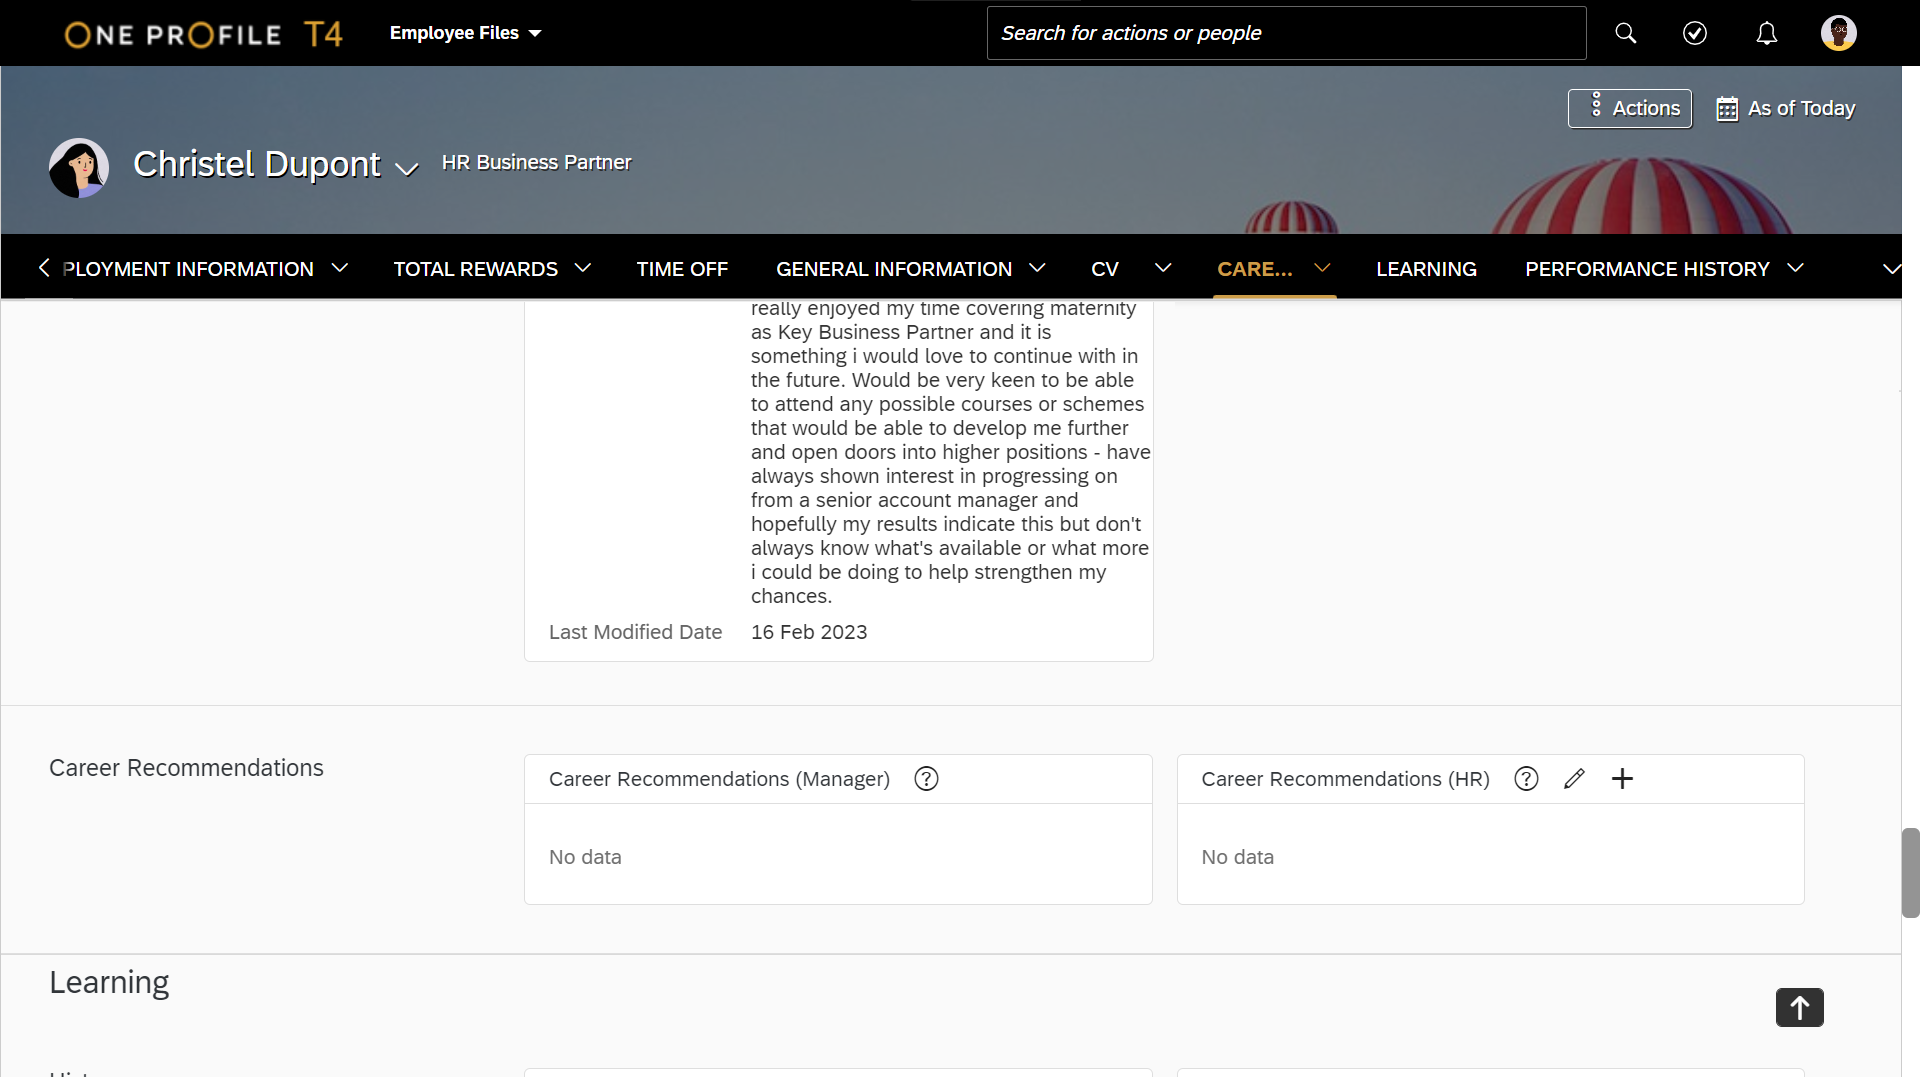 ONE PROFILE T4
Employee Files
Search for actions or people
Actions
As of Today
Christel Dupont
HR Business Partner
PLOYMENT INFORMATION
TOTAL REWARDS
TIME OFF
GENERAL INFORMATION
CV
CARE...
LEARNING
PERFORMANCE HISTORY
really enjoyed my time covering maternity
as Key Business Partner and it is
something i would love to continue with in
the future. Would be very keen to be able
to attend any possible courses or schemes
that would be able to develop me further
and open doors into higher positions - have
always shown interest in progressing on
from a senior account manager and
hopefully my results indicate this but don't
always know what's available or what more
i could be doing to help strengthen my
chances.
Last Modified Date 16 Feb 2023
Career Recommendations
Career Recommendations (Manager)
No data
Career Recommendations (HR)
No data
Learning